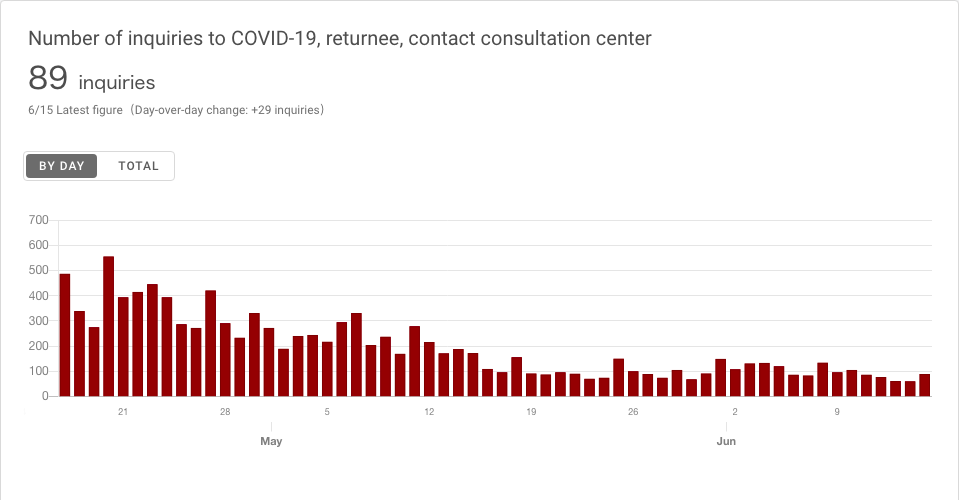 Number of inquiries to COVID-19, returnee, contact consultation center
89 inquiries
6/15 Latest figure（Day-over-day change: +29 inquiries）
BY DAY TOTAL
700
600
500
400
300
200
100
0
21 28 5 12 19 26 2 9
May Jun